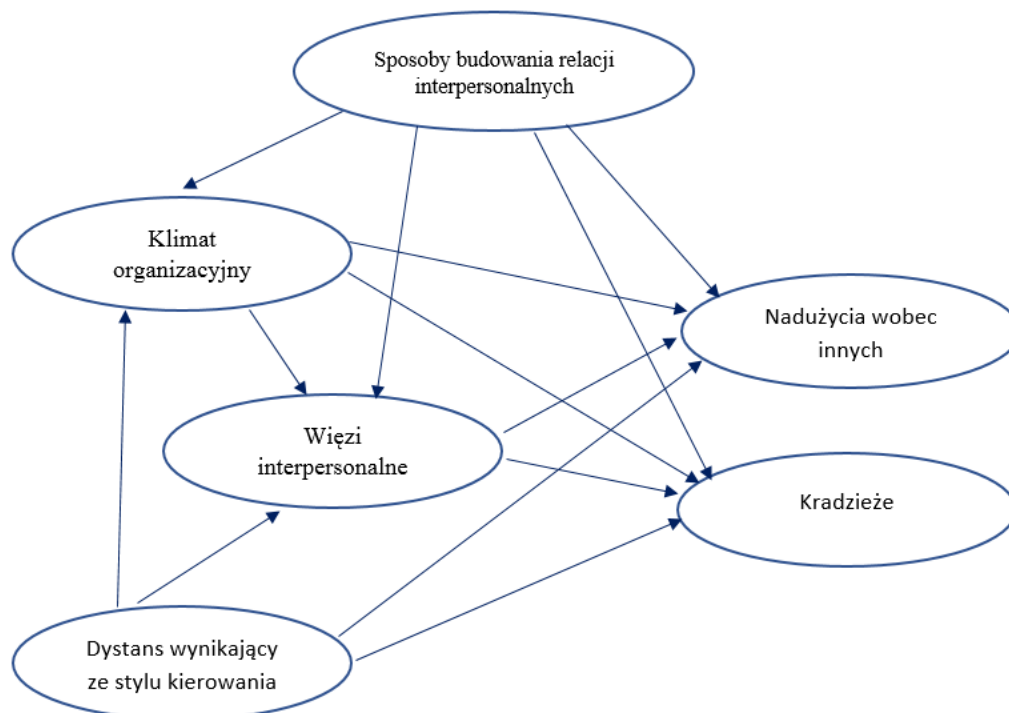 Sposoby budowania relacji
interpersonalnych
Klimat
organizacyjny
Nadużycia wobec
innych
Więzi
interpersonalne
Kradzieże
Dystans wynikający
ze stylu kierowania